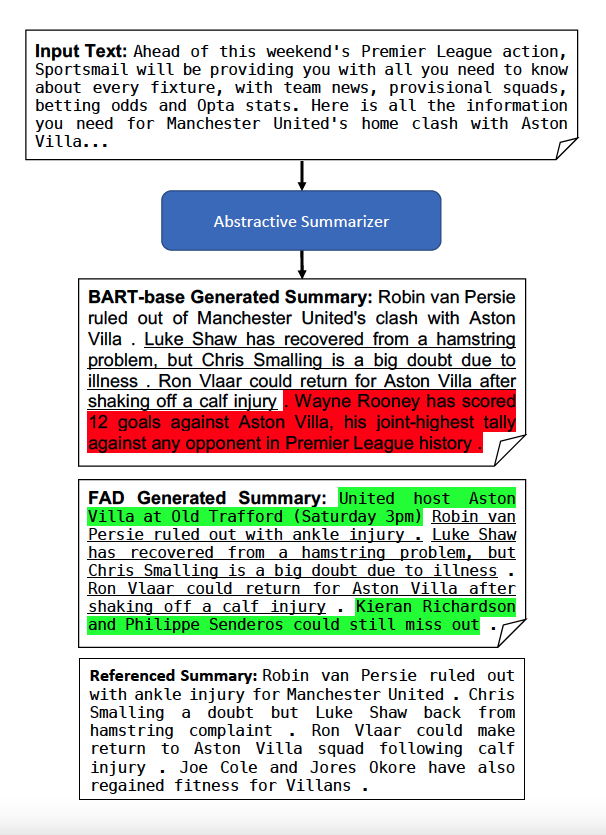 Input Text: Ahead of this weekend's Premier League action,
Sportsmail will be providing you with all you need to know
about every fixture, with team news, provisional squads,
betting odds and Opta stats. Here is all the information
you need for Manchester United's home clash with Aston
Villa...
Abstractive Summarizer
BART-base Generated Summary: Robin van Persie
ruled out of Manchester United's clash with Aston
Villa . Luke Shaw has recovered from a hamstring
problem, but Chris Smalling is a big doubt due to
illness . Ron Vlaar could return for Aston Villa after
shaking off a calf injury . Wayne Rooney has scored
12 goals against Aston Villa, his joint-highest tally
against any opponent in Premier League history .
FAD Generated Summary: United host Aston
Villa at Old Trafford (Saturday 3pm) Robin van
Persie ruled out with ankle injury . Luke Shaw
has recovered from a hamstring problem, but
Chris Smalling is a big doubt due to illness .
Ron Vlaar could return for Aston Villa after
shaking off a calf injury . Kieran Richardson
and Philippe Senderos could still miss out .
Referenced Summary: Robin van Persie ruled out
with ankle injury for Manchester United . Chris
Smalling a doubt but Luke Shaw back from
hamstring complaint . Ron Vlaar could make
return to Aston Villa squad following calf
injury . Joe Cole and Jores Okore have also
regained fitness for Villans .